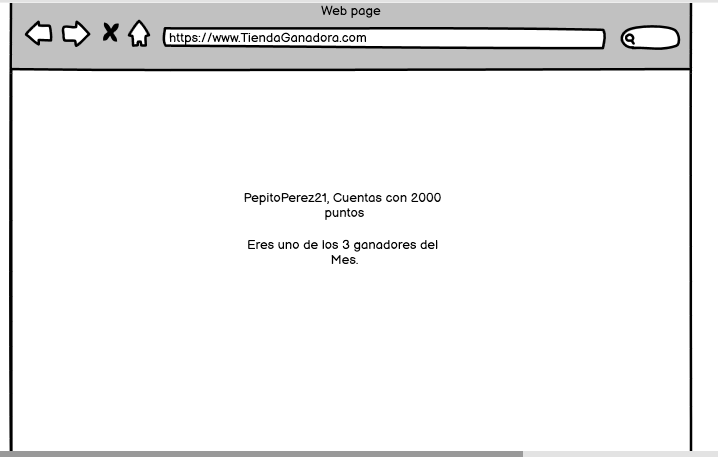 Web page
https://www.TiendaGanadora.com
PepitoPerez21, Cuentas con 2000
puntos
Eres uno de los 3 ganadores del
Mes.